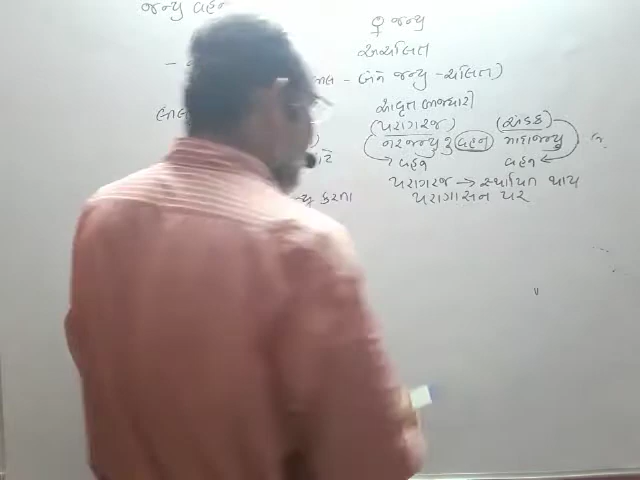 જન્યુ વહન
♀ જન્યુ
અચલિત
- બંને જન્યુ - ચલિત)
આવૃત બીજધારી
(પરાગરજ) (અંડક)
નરજન્યુ વહન માદાજન્યુ
વહન વહન
પરાગરજ → સ્થાપિત થાય
પરાગાસન પર
કરતા